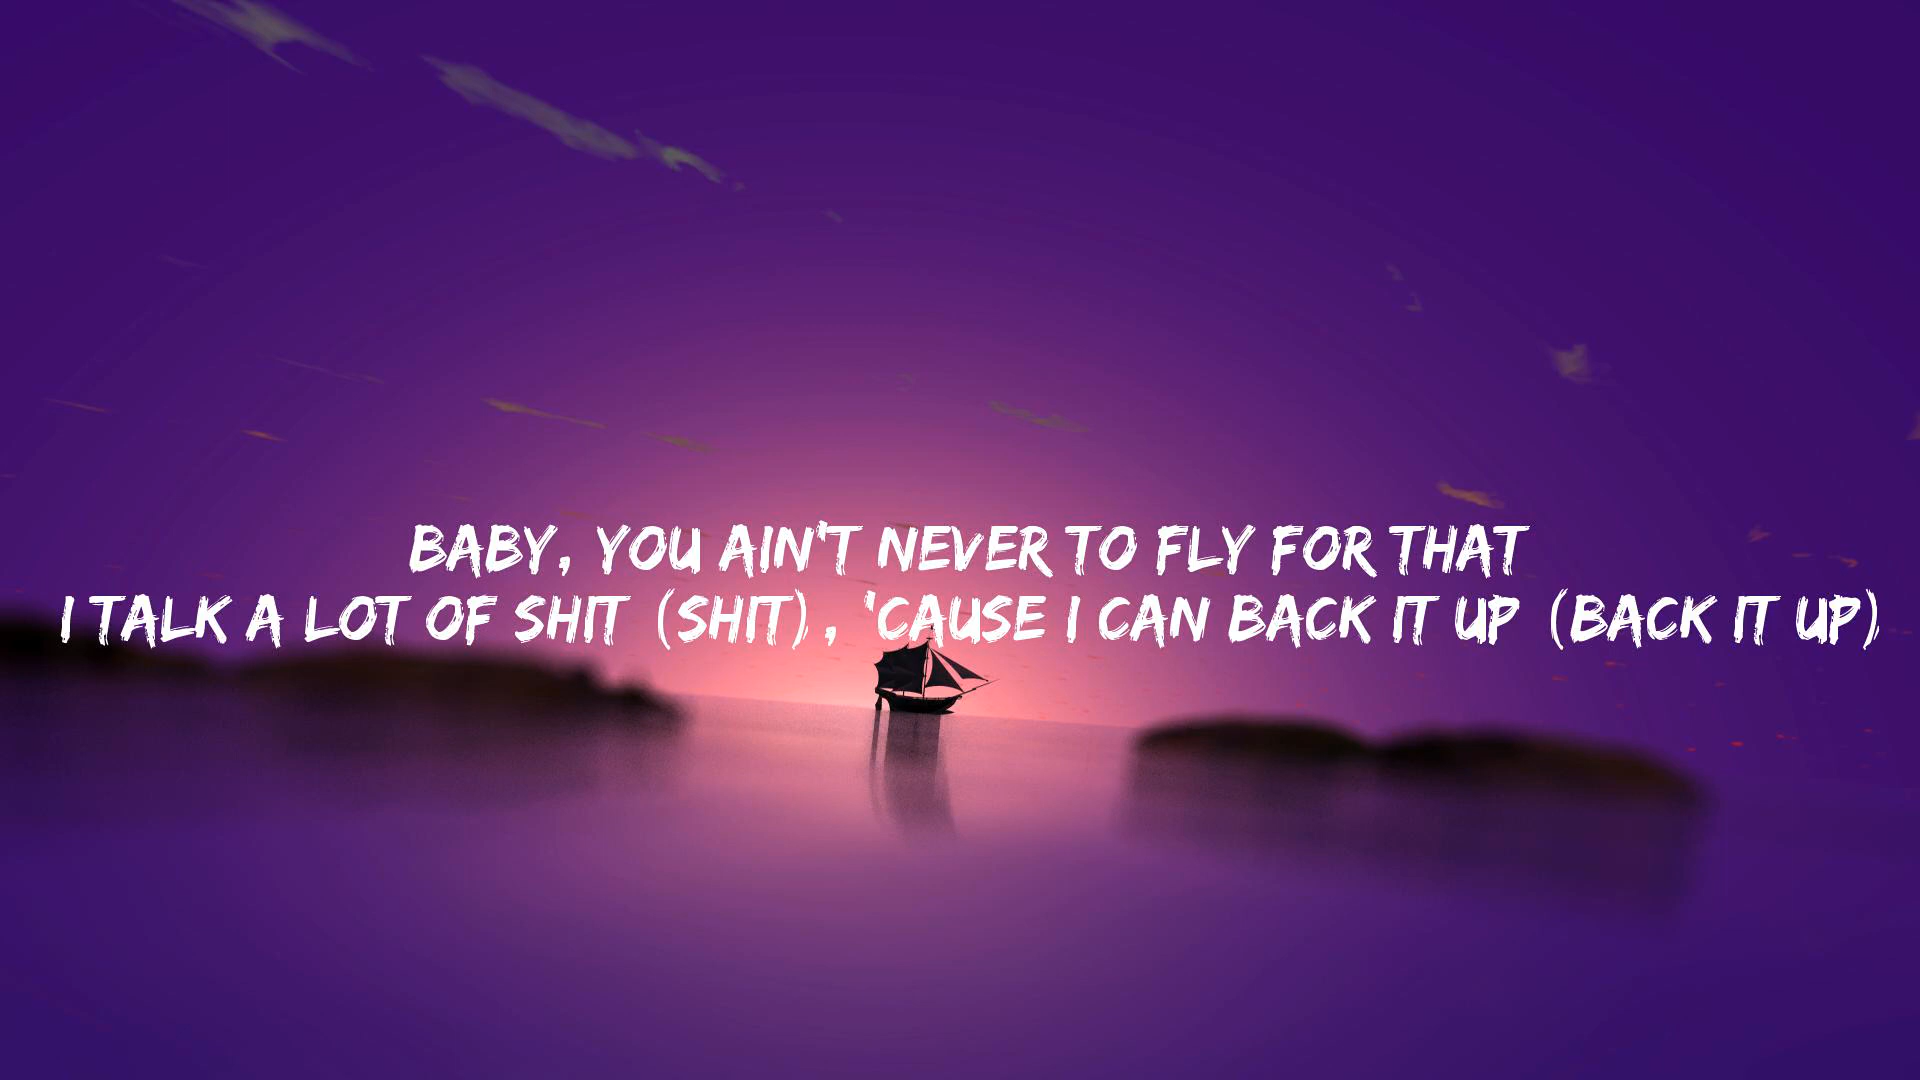 BABY, YOU AIN'T NEVER TO FLY FOR THAT
I TALK A LOT OF SHIT (SHIT), 'CAUSE I CAN BACK IT UP (BACK IT UP)